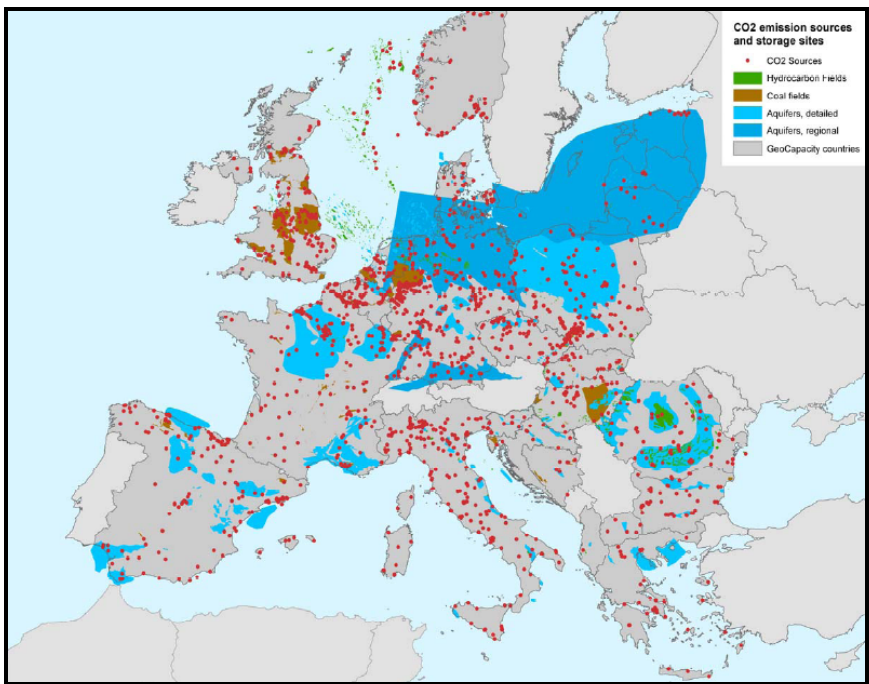 CO2 emission sources
and storage sites
CO2 Sources
Hydrocarbon Fields
Coal fields
Aquifers, detailed
Aquifers, regional
GeoCapacity countries